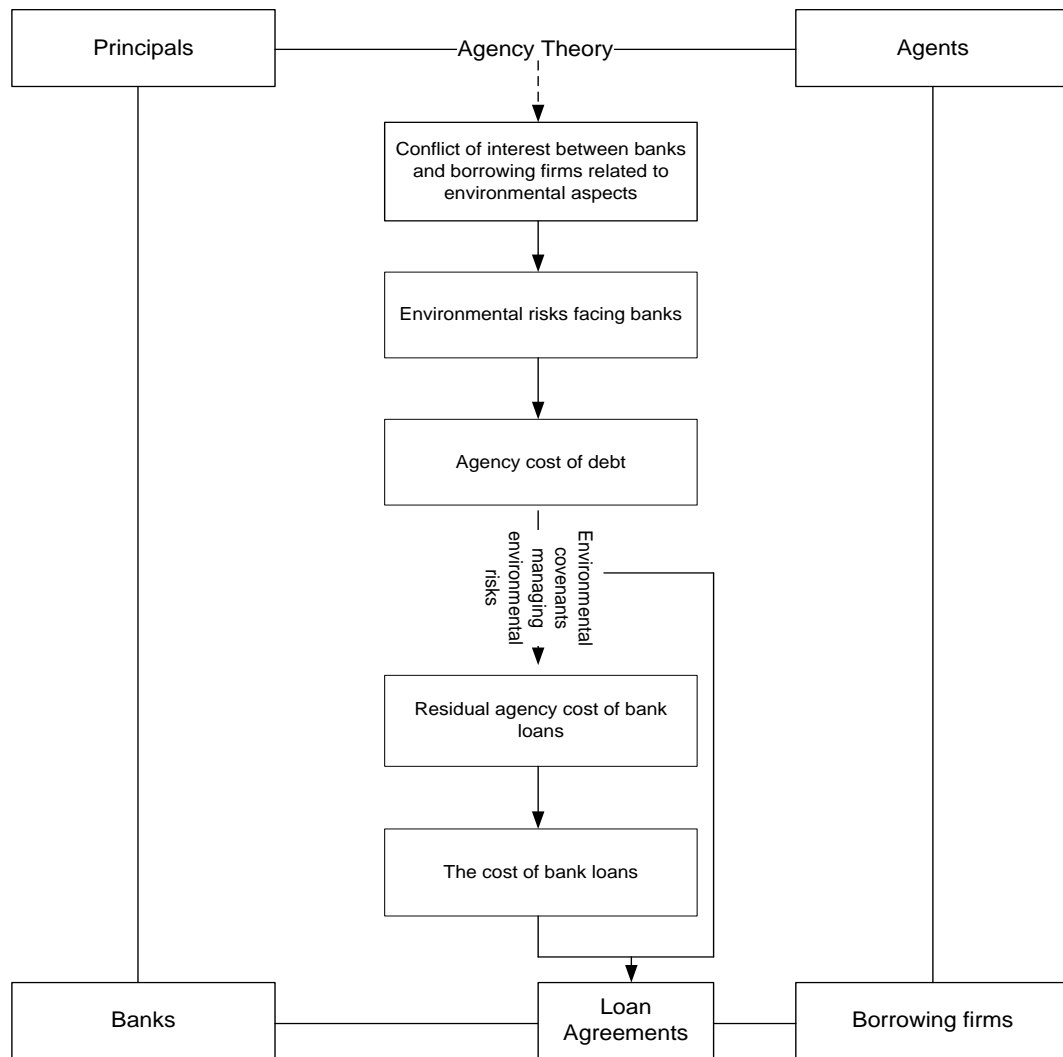 Principals
Agency Theory
Agents
Conflict of interest between banks
and borrowing firms related to
environmental aspects
Environmental risks facing banks
Agency cost of debt
Environmental
covenants
managing
environmental
risks
Residual agency cost of bank
loans
The cost of bank loans
Banks
Loan
Agreements
Borrowing firms